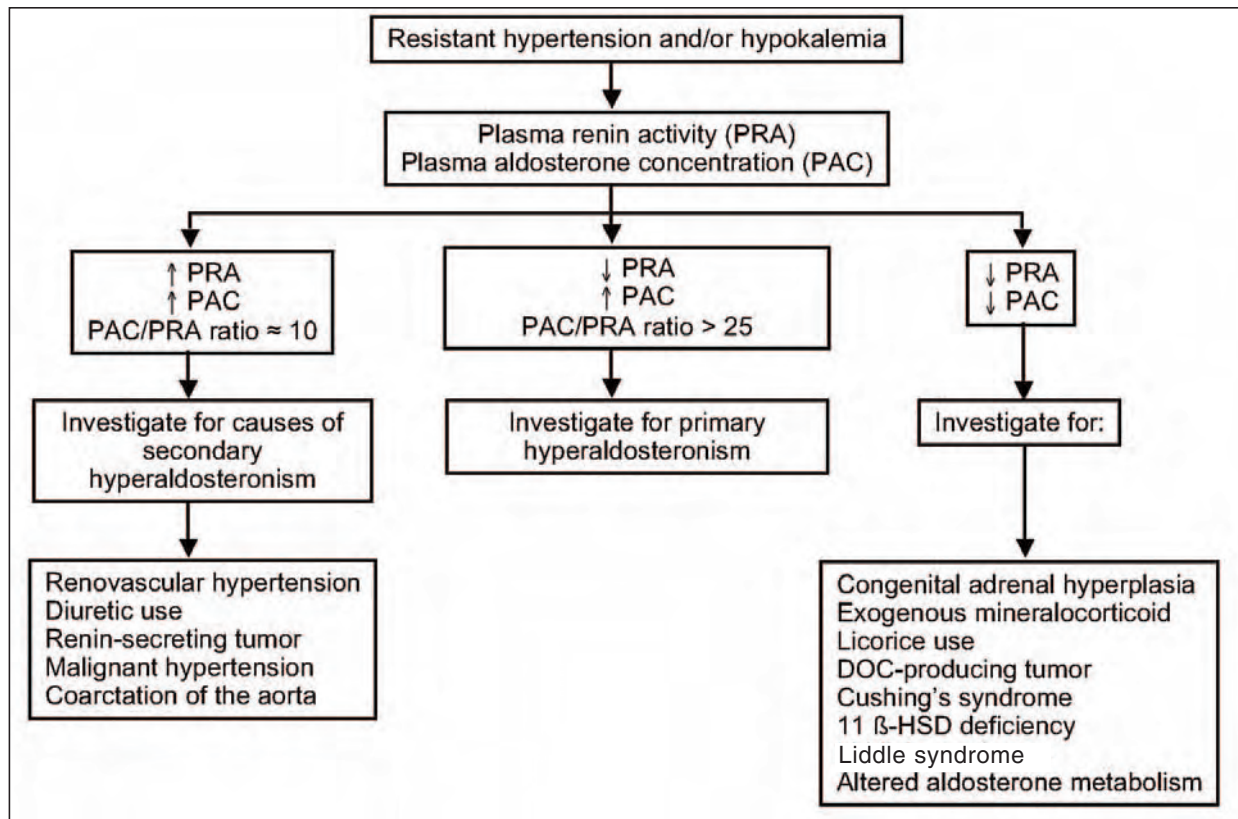 Resistant hypertension and/or hypokalemia
Plasma renin activity (PRA)
Plasma aldosterone concentration (PAC)
↑ PRA
↑ PAC
PAC/PRA ratio ≈ 10
↓ PRA
↑ PAC
PAC/PRA ratio > 25
↓ PRA
↓ PAC
Investigate for causes of
secondary
hyperaldosteronism
Investigate for primary
hyperaldosteronism
Investigate for:
Renovascular hypertension
Diuretic use
Renin-secreting tumor
Malignant hypertension
Coarctation of the aorta
Congenital adrenal hyperplasia
Exogenous mineralocorticoid
Licorice use
DOC-producing tumor
Cushing's syndrome
11 ß-HSD deficiency
Liddle syndrome
Altered aldosterone metabolism